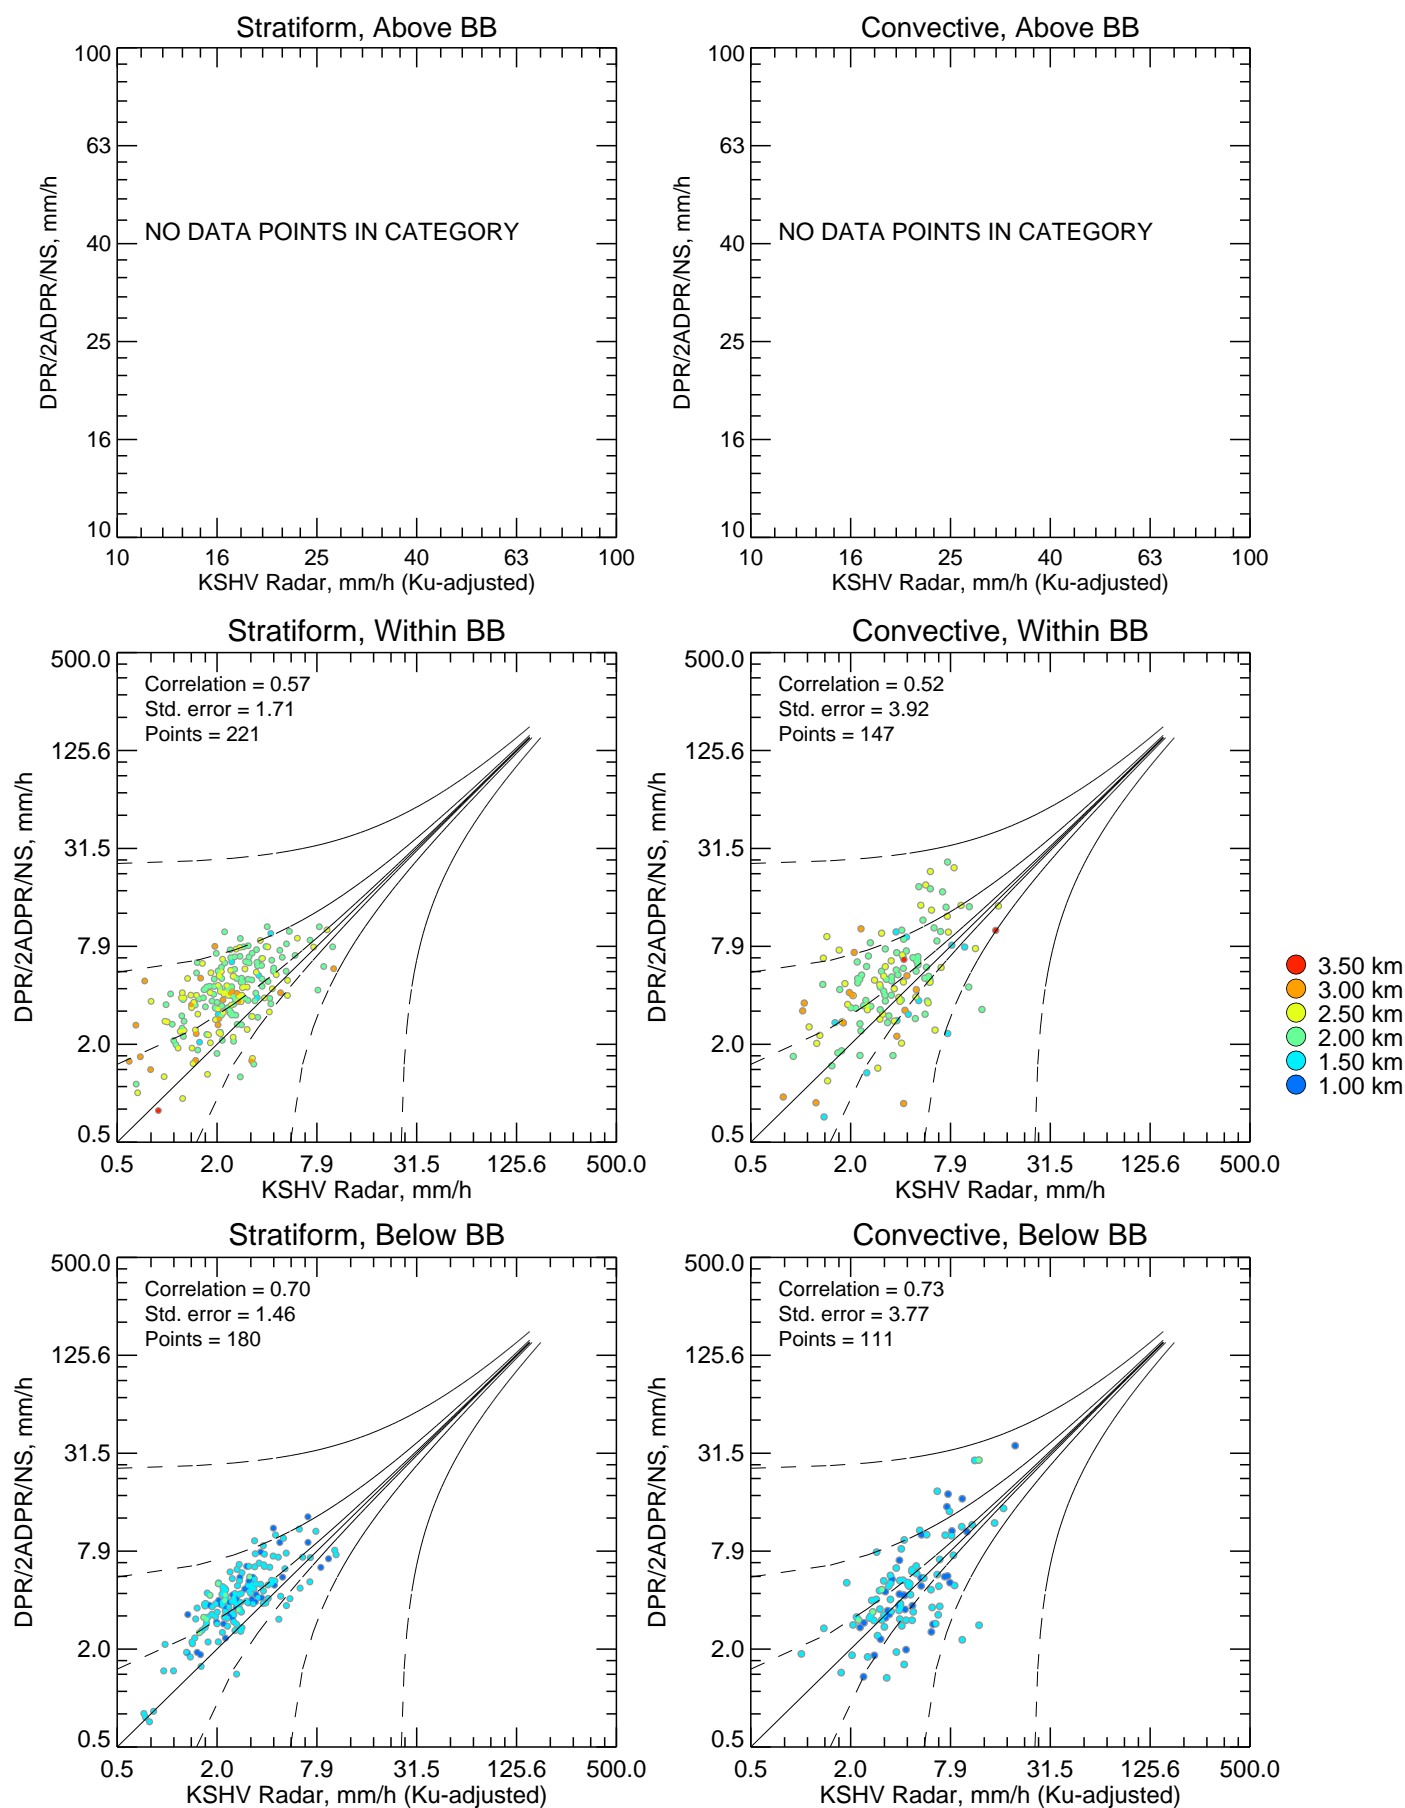 Stratiform, Above BB
100
63
40
25
16
10
DPR/2ADPR/NS, mm/h
NO DATA POINTS IN CATEGORY
10 16 25 40 63 100
KSHV Radar, mm/h (Ku-adjusted)
Convective, Above BB
100
63
40
25
16
10
DPR/2ADPR/NS, mm/h
NO DATA POINTS IN CATEGORY
10 16 25 40 63 100
KSHV Radar, mm/h (Ku-adjusted)
Stratiform, Within BB
500.0
125.6
31.5
7.9
2.0
0.5
DPR/2ADPR/NS, mm/h
Correlation = 0.57
Std. error = 1.71
Points = 221
0.5 2.0 7.9 31.5 125.6 500.0
KSHV Radar, mm/h
Convective, Within BB
500.0
125.6
31.5
7.9
2.0
0.5
DPR/2ADPR/NS, mm/h
Correlation = 0.52
Std. error = 3.92
Points = 147
0.5 2.0 7.9 31.5 125.6 500.0
KSHV Radar, mm/h
3.50 km
3.00 km
2.50 km
2.00 km
1.50 km
1.00 km
Stratiform, Below BB
500.0
125.6
31.5
7.9
2.0
0.5
DPR/2ADPR/NS, mm/h
Correlation = 0.70
Std. error = 1.46
Points = 180
0.5 2.0 7.9 31.5 125.6 500.0
KSHV Radar, mm/h (Ku-adjusted)
Convective, Below BB
500.0
125.6
31.5
7.9
2.0
0.5
DPR/2ADPR/NS, mm/h
Correlation = 0.73
Std. error = 3.77
Points = 111
0.5 2.0 7.9 31.5 125.6 500.0
KSHV Radar, mm/h (Ku-adjusted)